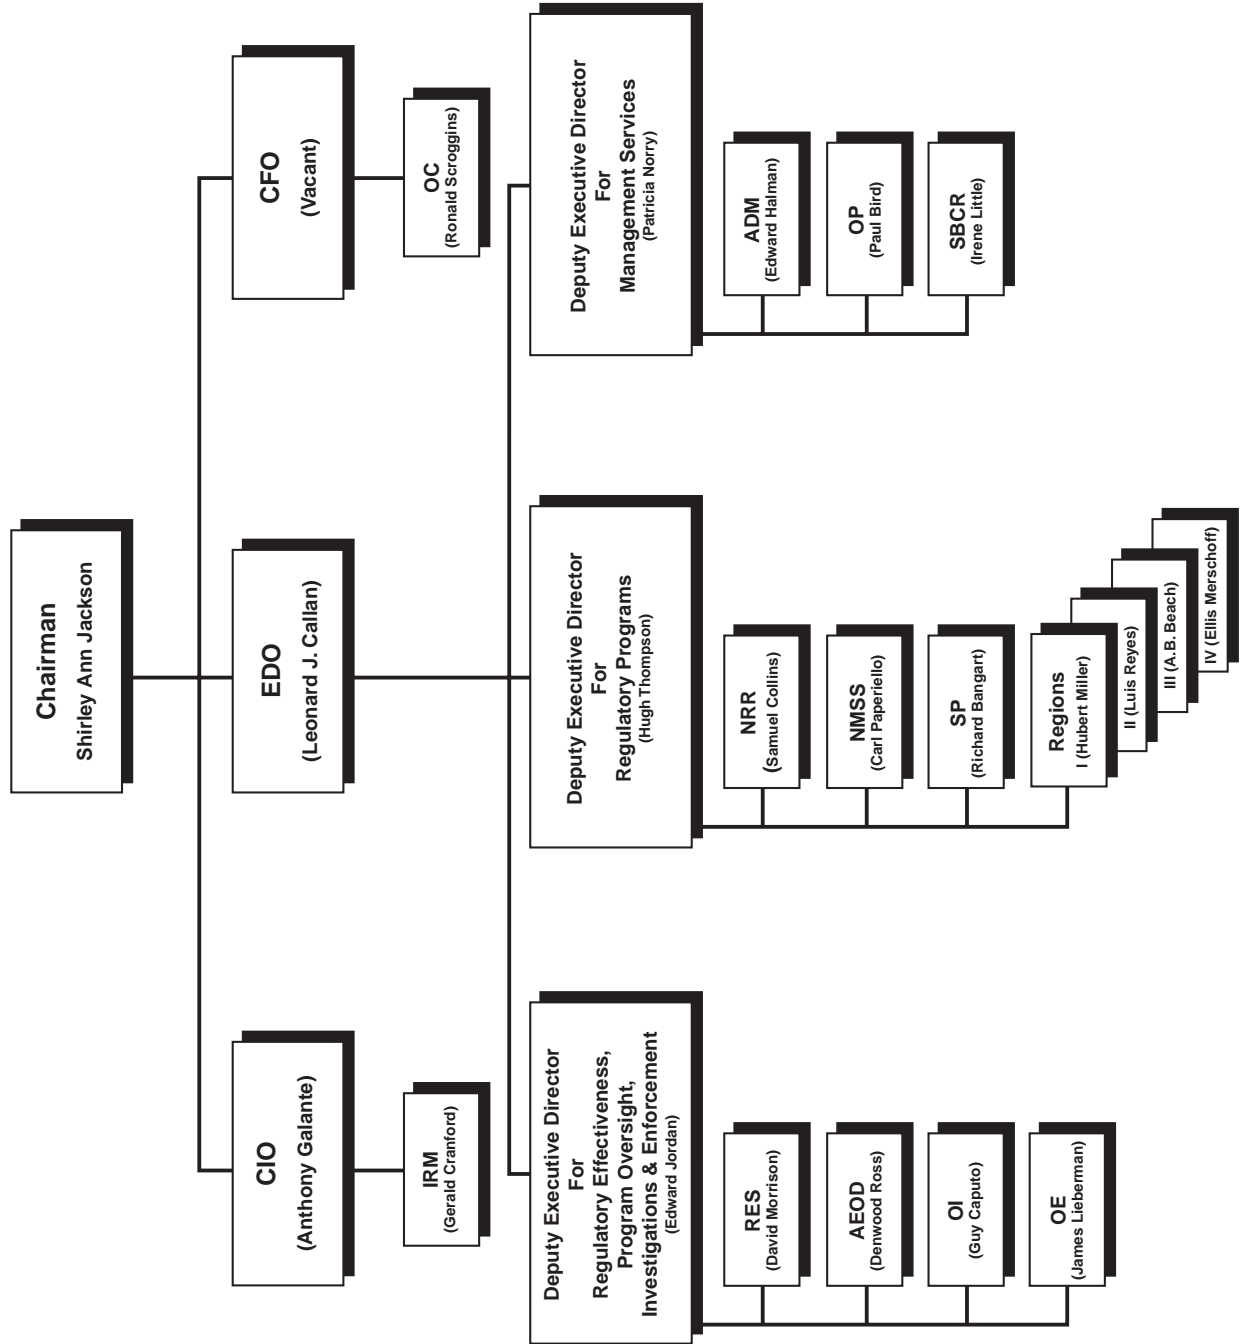 Chairman
Shirley Ann Jackson
CIO
(Anthony Galante)
EDO
(Leonard J. Callan)
CFO
(Vacant)
IRM
(Gerald Cranford)
OC
(Ronald Scroggins)
Deputy Executive Director
For
Regulatory Effectiveness,
Program Oversight,
Investigations & Enforcement
(Edward Jordan)
Deputy Executive Director
For
Regulatory Programs
(Hugh Thompson)
Deputy Executive Director
For
Management Services
(Patricia Norry)
RES
(David Morrison)
AEOD
(Denwood Ross)
OI
(Guy Caputo)
OE
(James Lieberman)
NRR
(Samuel Collins)
NMSS
(Carl Paperiello)
SP
(Richard Bangart)
Regions
I (Hubert Miller)
II (Luis Reyes)
III (A.B. Beach)
IV (Ellis Merschoff)
ADM
(Edward Halman)
OP
(Paul Bird)
SBCR
(Irene Little)